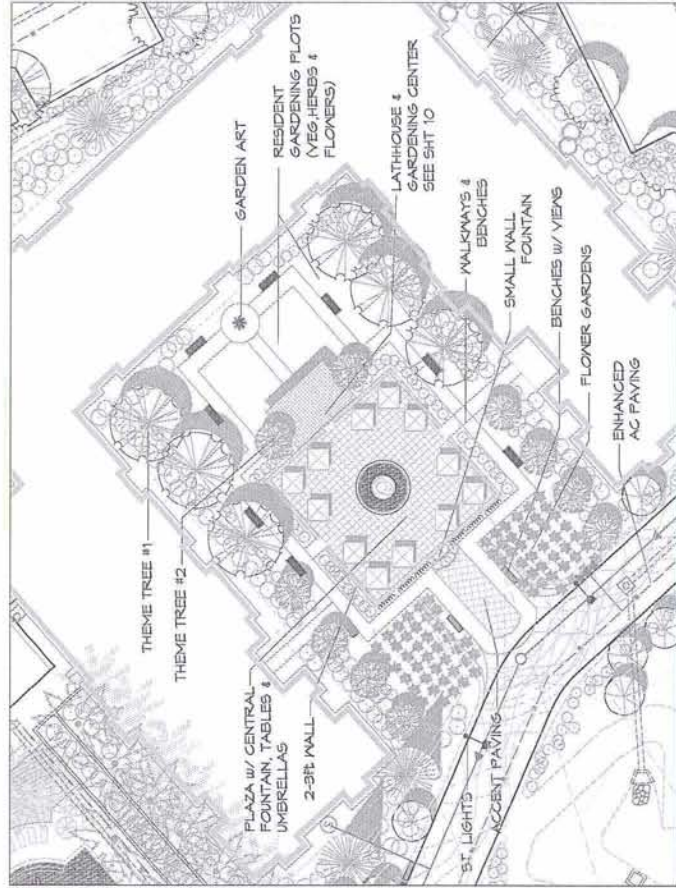 THEME TREE #1
THEME TREE #2
PLAZA W/ CENTRAL
FOUNTAIN, TABLES &
UMBRELLAS
2-3ft WALL
ST. LIGHTS
ACCENT PAVING
GARDEN ART
RESIDENT
GARDENING PLOTS
(VEG, HERBS &
FLOWERS)
LATHHOUSE &
GARDENING CENTER
SEE SHT 10
WALKWAYS &
BENCHES
SMALL WALL
FOUNTAIN
BENCHES W/ VIEWS
FLOWER GARDENS
ENHANCED
AC PAVING